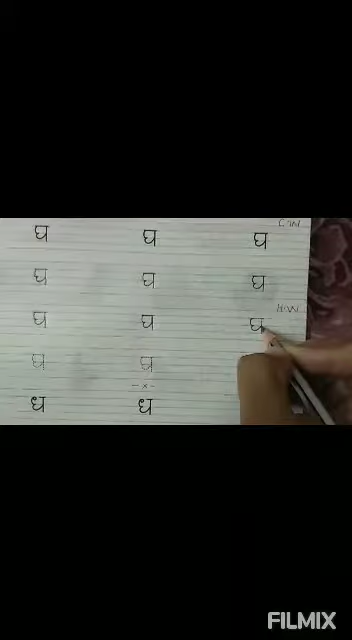 C.W
घ घ घ
घ घ घ
H.W
घ घ घ
घ घ
-x-
ध ध
FILMIX